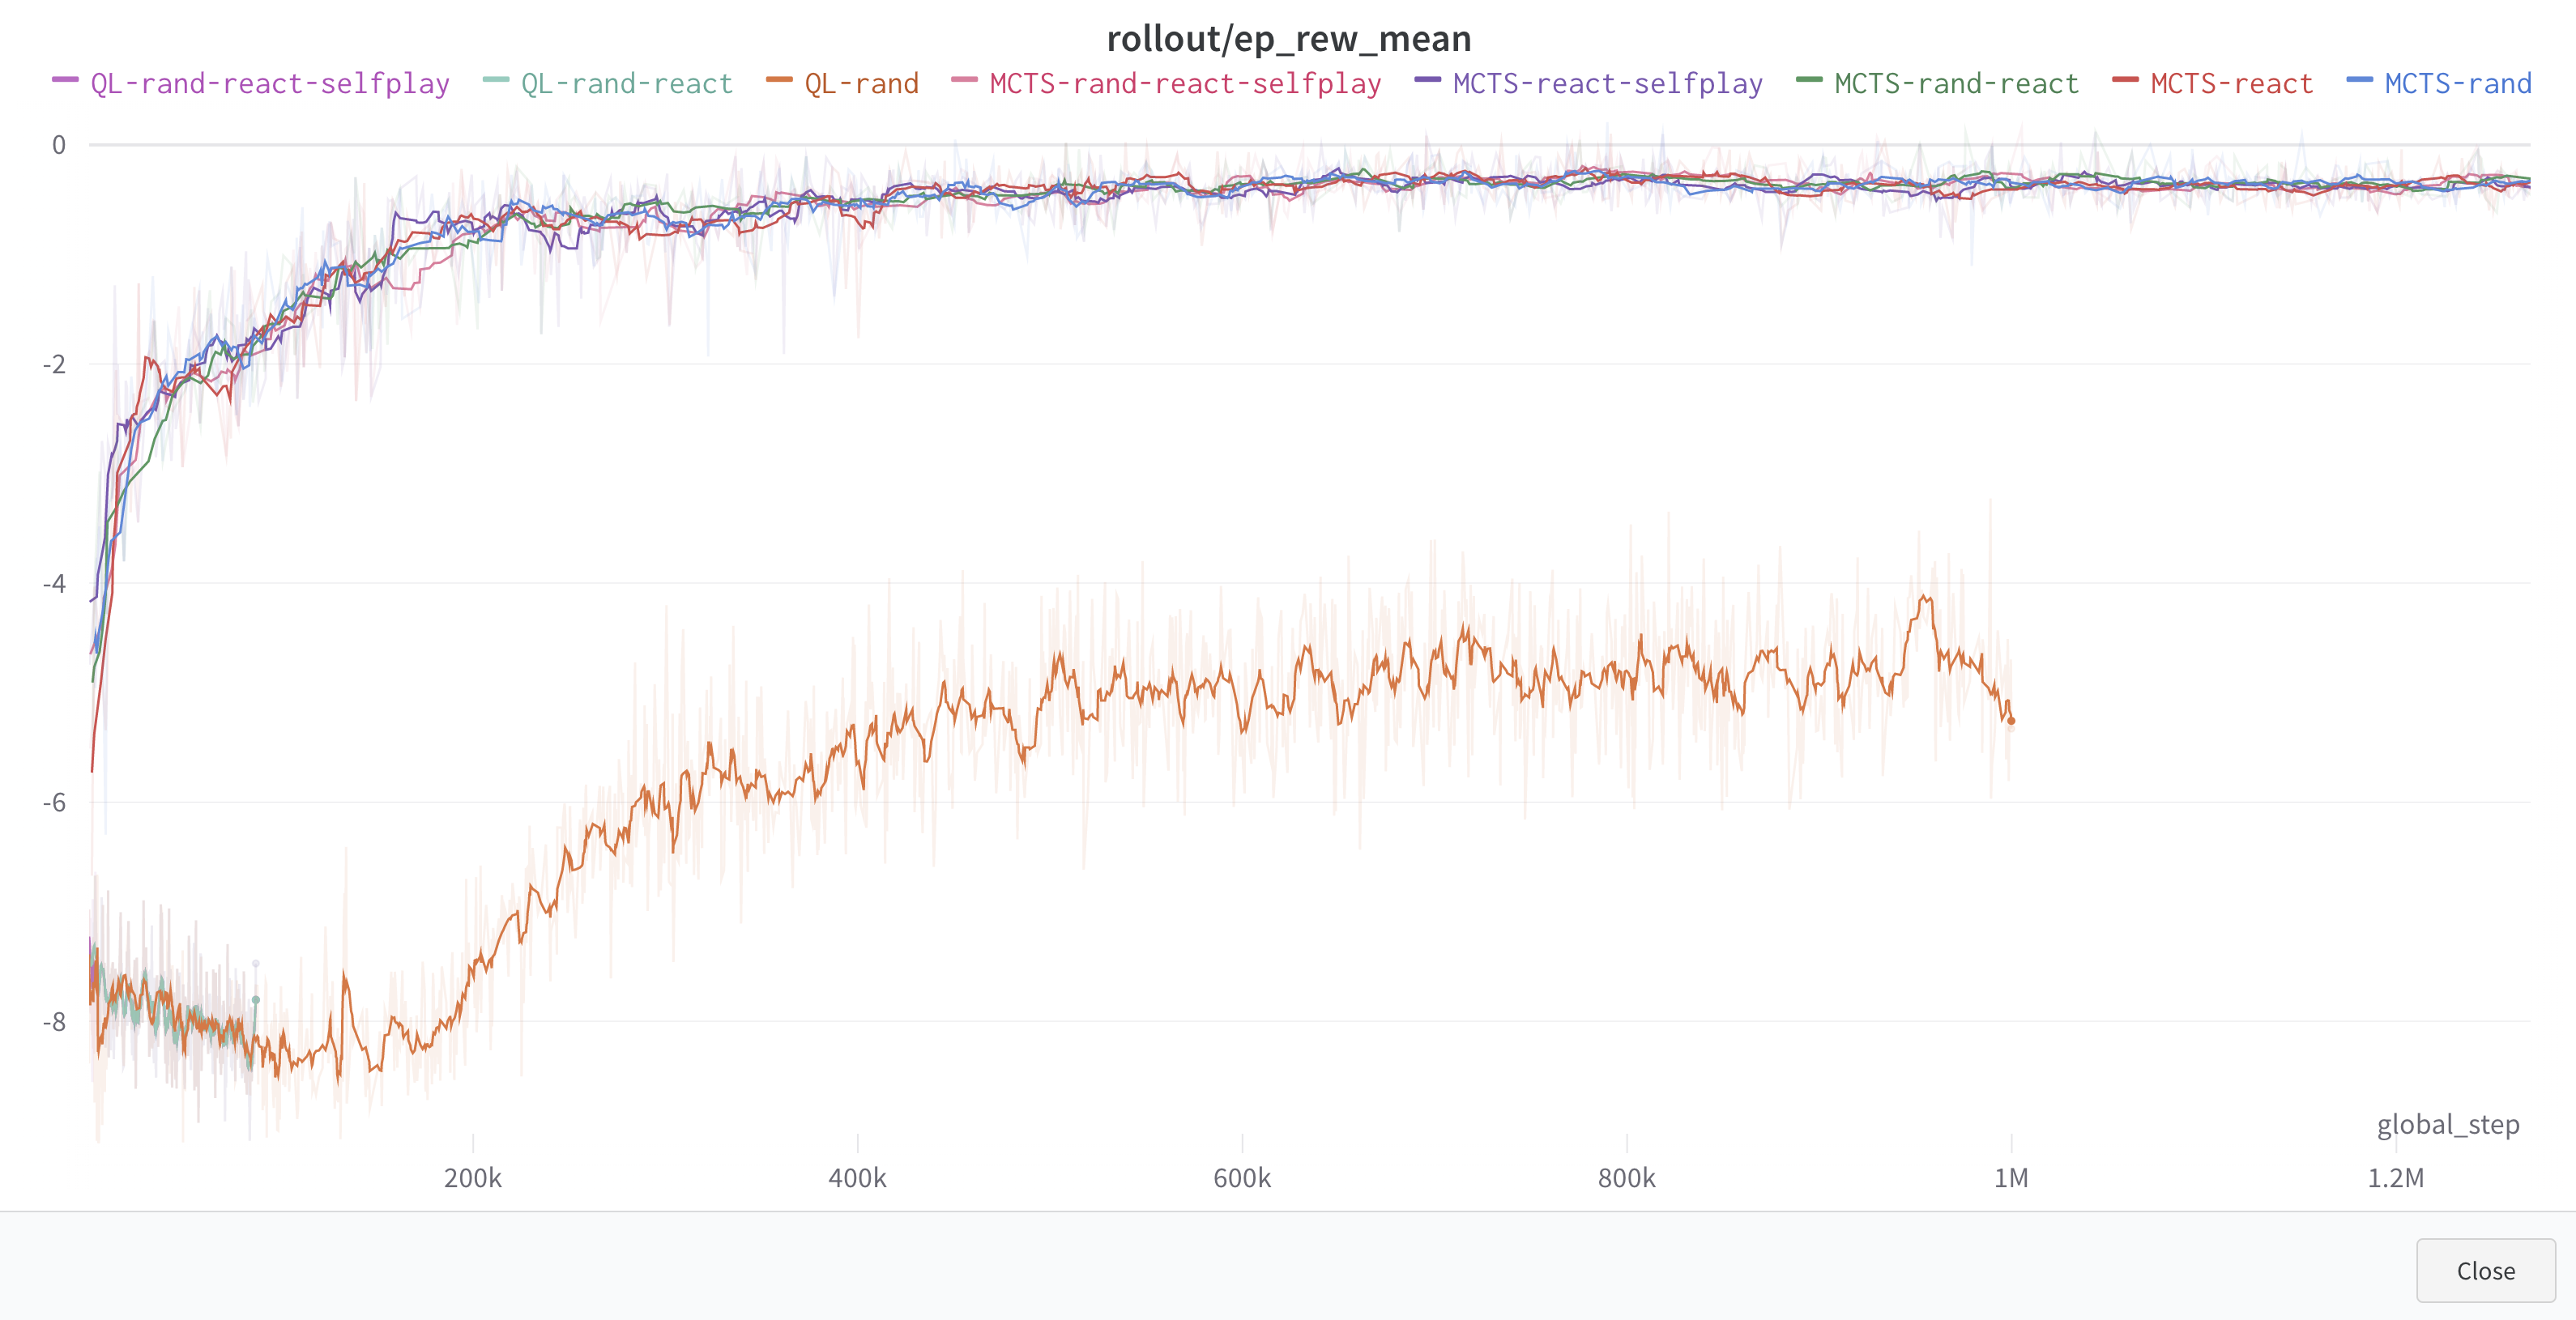 rollout/ep_rew_mean
QL-rand-react-selfplay QL-rand-react QL-rand MCTS-rand-react-selfplay MCTS-react-selfplay MCTS-rand-react MCTS-react MCTS-rand
0
-2
-4
-6
-8
global_step
200k 400k 600k 800k 1M 1.2M
Close